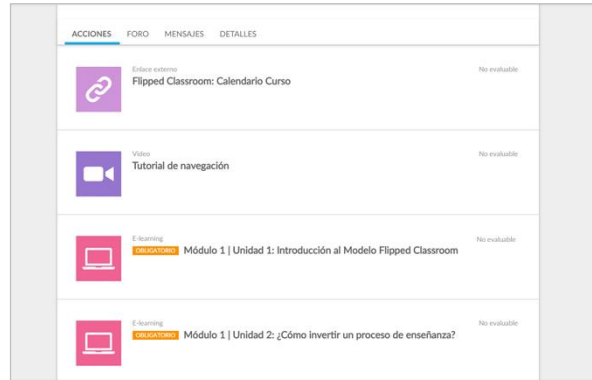 ACCIONES FORO MENSAJES DETALLES
Enlace externo
No evaluable
Flipped Classroom: Calendario Curso
Video
No evaluable
Tutorial de navegación
E-learning
No evaluable
OBLIGATORIO Módulo 1 | Unidad 1: Introducción al Modelo Flipped Classroom
E-learning
No evaluable
OBLIGATORIO Módulo 1 | Unidad 2: ¿Cómo invertir un proceso de enseñanza?